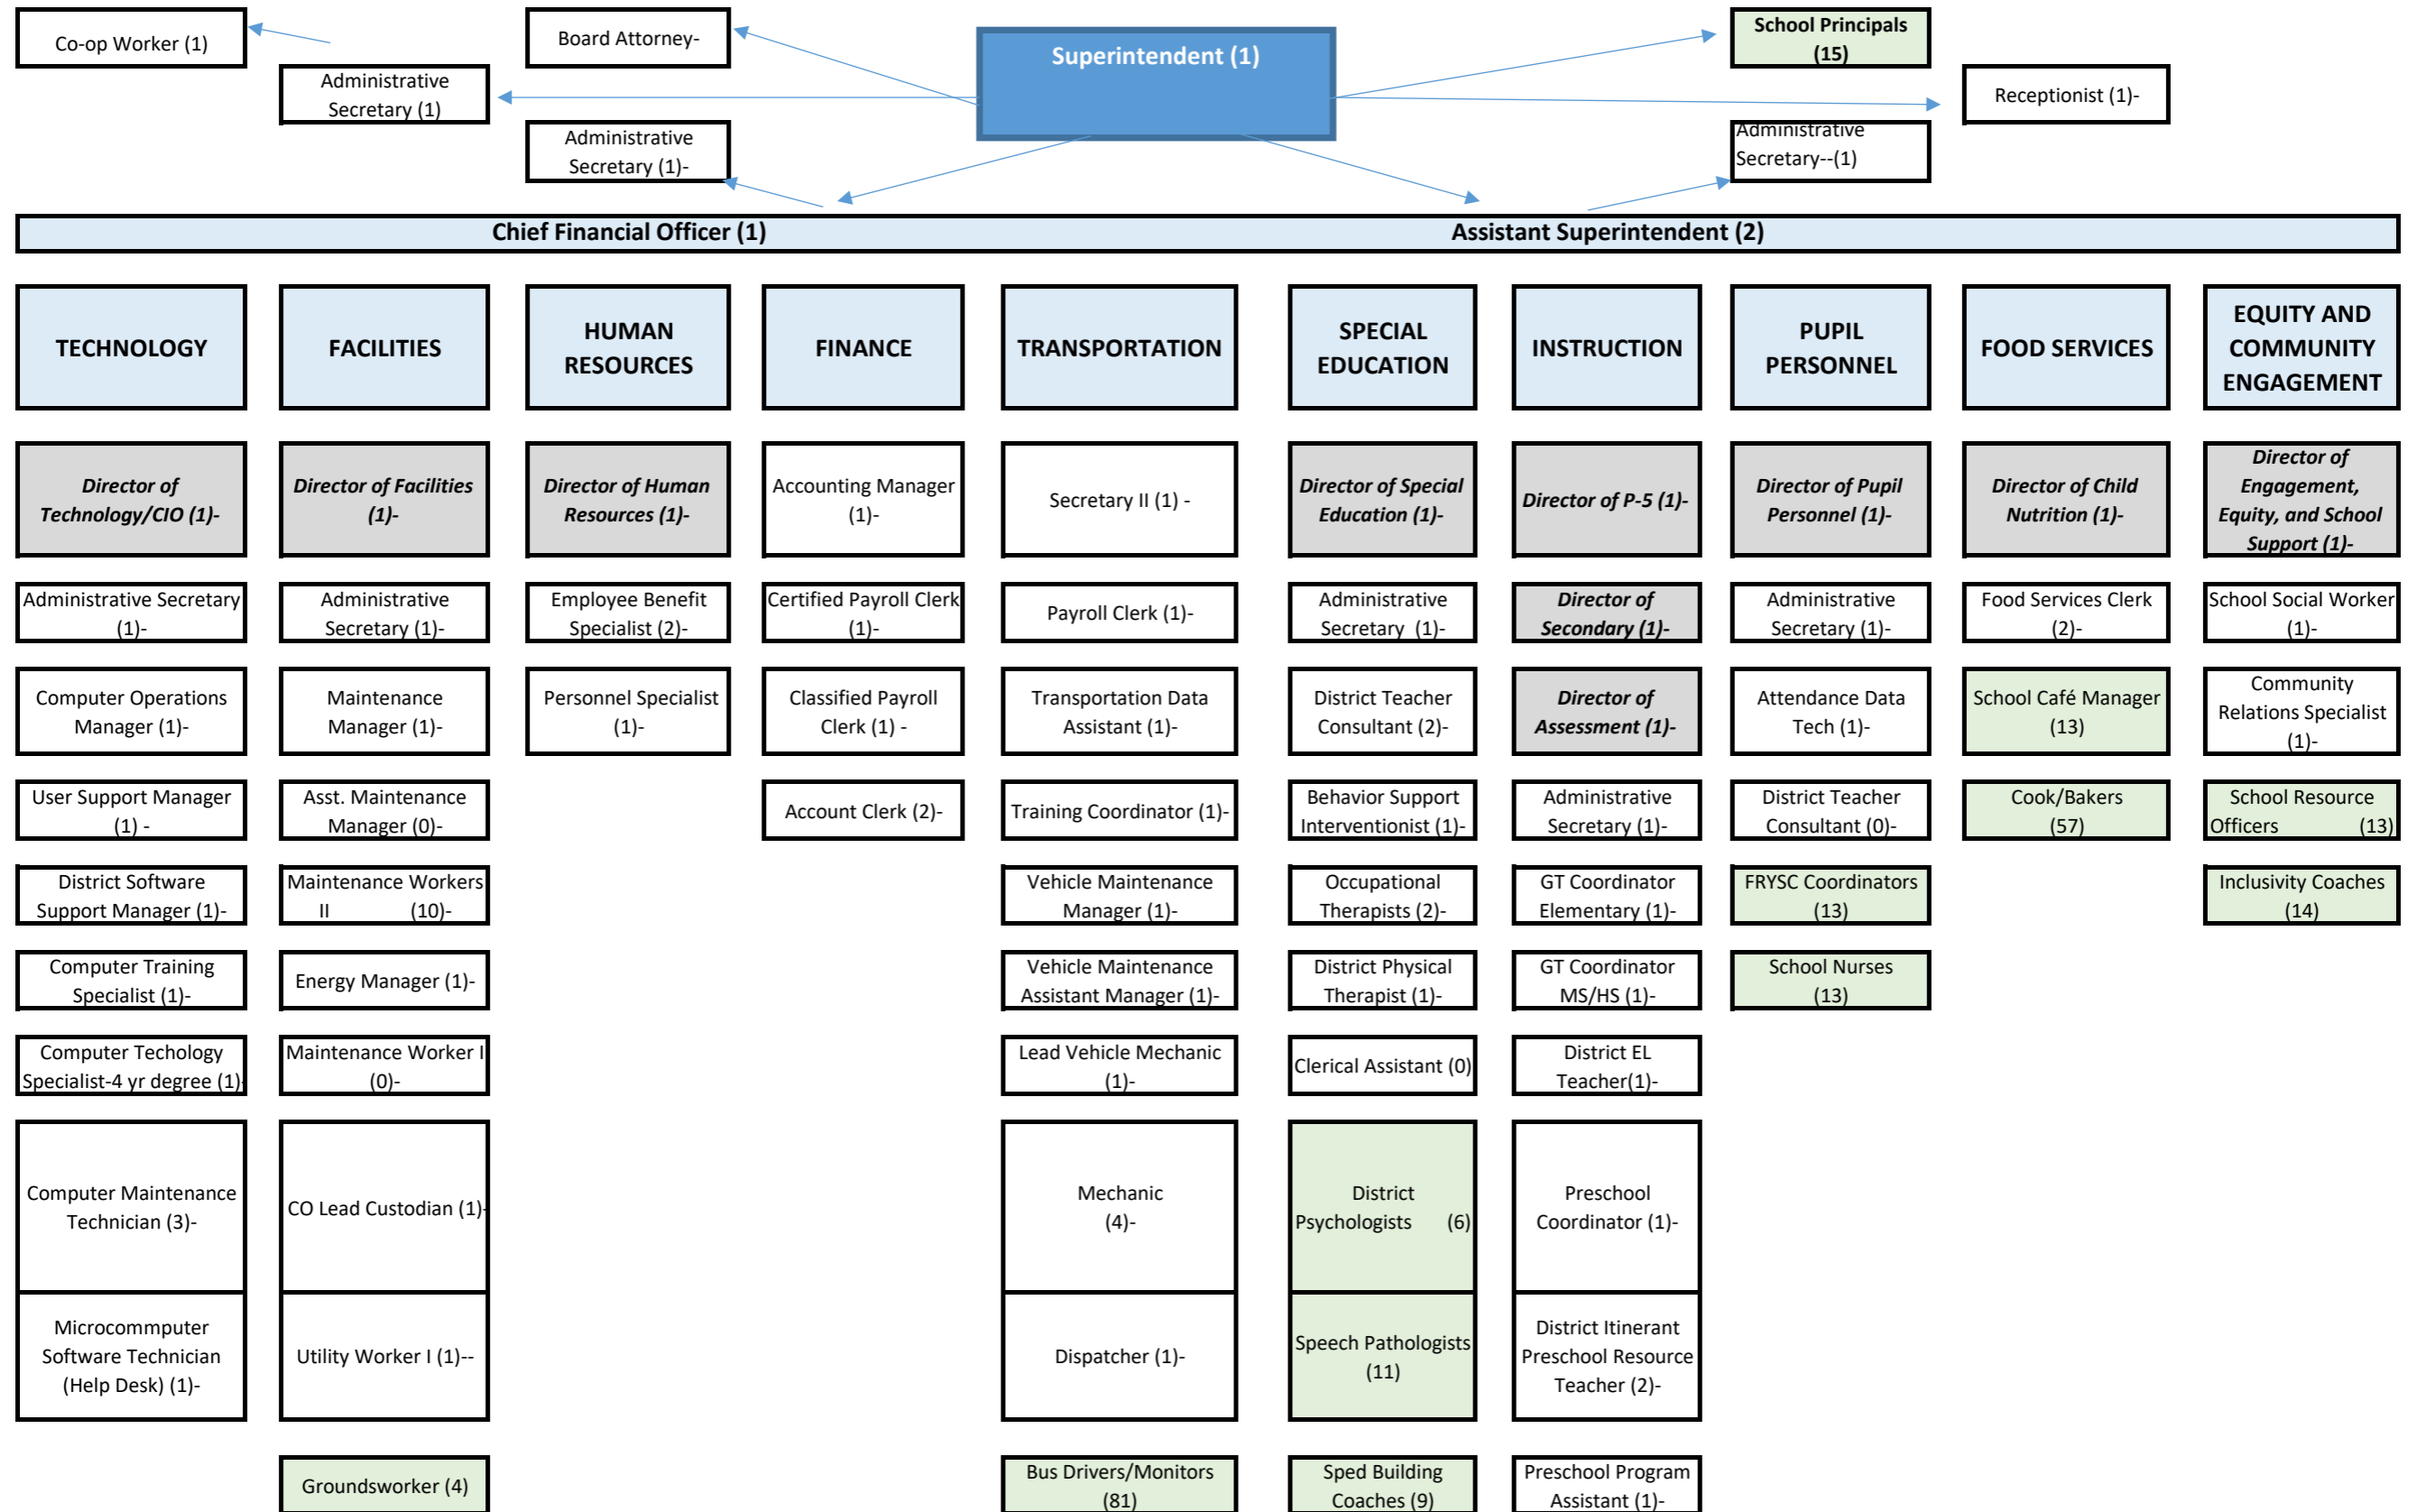 Co-op Worker (1)
Board Attorney-
Superintendent (1)
School Principals
(15)
Administrative
Secretary (1)
Receptionist (1)-
Administrative
Secretary (1)-
Administrative
Secretary--(1)
Chief Financial Officer (1)
Assistant Superintendent (2)
TECHNOLOGY
FACILITIES
HUMAN
RESOURCES
FINANCE
TRANSPORTATION
SPECIAL
EDUCATION
INSTRUCTION
PUPIL
PERSONNEL
FOOD SERVICES
EQUITY AND
COMMUNITY
ENGAGEMENT
Director of
Technology/CIO (1)-
Director of Facilities
(1)-
Director of Human
Resources (1)-
Accounting Manager
(1)-
Secretary II (1) -
Director of Special
Education (1)-
Director of P-5 (1)-
Director of Pupil
Personnel (1)-
Director of Child
Nutrition (1)-
Director of
Engagement,
Equity, and School
Support (1)-
Administrative Secretary
(1)-
Administrative
Secretary (1)-
Employee Benefit
Specialist (2)-
Certified Payroll Clerk
(1)-
Payroll Clerk (1)-
Administrative
Secretary (1)-
Director of
Secondary (1)-
Administrative
Secretary (1)-
Food Services Clerk
(2)-
School Social Worker
(1)-
Computer Operations
Manager (1)-
Maintenance
Manager (1)-
Personnel Specialist
(1)-
Classified Payroll
Clerk (1) -
Transportation Data
Assistant (1)-
District Teacher
Consultant (2)-
Director of
Assessment (1)-
Attendance Data
Tech (1)-
School Café Manager
(13)
Community
Relations Specialist
(1)-
User Support Manager
(1) -
Asst. Maintenance
Manager (0)-
Account Clerk (2)-
Training Coordinator (1)-
Behavior Support
Interventionist (1)-
Administrative
Secretary (1)-
District Teacher
Consultant (0)-
Cook/Bakers
(57)
School Resource
Officers (13)
District Software
Support Manager (1)-
Maintenance Workers
II (10)-
Vehicle Maintenance
Manager (1)-
Occupational
Therapists (2)-
GT Coordinator
Elementary (1)-
FRYSC Coordinators
(13)
Inclusivity Coaches
(14)
Computer Training
Specialist (1)-
Energy Manager (1)-
Vehicle Maintenance
Assistant Manager (1)-
District Physical
Therapist (1)-
GT Coordinator
MS/HS (1)-
School Nurses
(13)
Computer Techology
Specialist-4 yr degree (1)-
Maintenance Worker I
(0)-
Lead Vehicle Mechanic
(1)-
Clerical Assistant (0)
District EL
Teacher(1)-
Computer Maintenance
Technician (3)-
CO Lead Custodian (1)-
Mechanic
(4)-
District
Psychologists (6)
Preschool
Coordinator (1)-
Microcommputer
Software Technician
(Help Desk) (1)-
Utility Worker I (1)--
Dispatcher (1)-
Speech Pathologists
(11)
District Itinerant
Preschool Resource
Teacher (2)-
Groundsworker (4)
Bus Drivers/Monitors
(81)
Sped Building
Coaches (9)
Preschool Program
Assistant (1)-